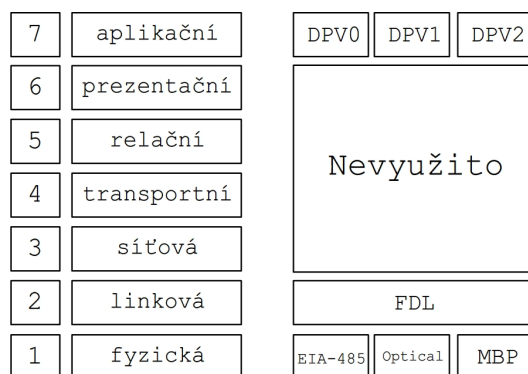 7 aplikační DPV0 DPV1 DPV2
6 prezentační
5 relační
Nevyužito
4 transportní
3 síťová
2 linková FDL
1 fyzická EIA-485 Optical MBP